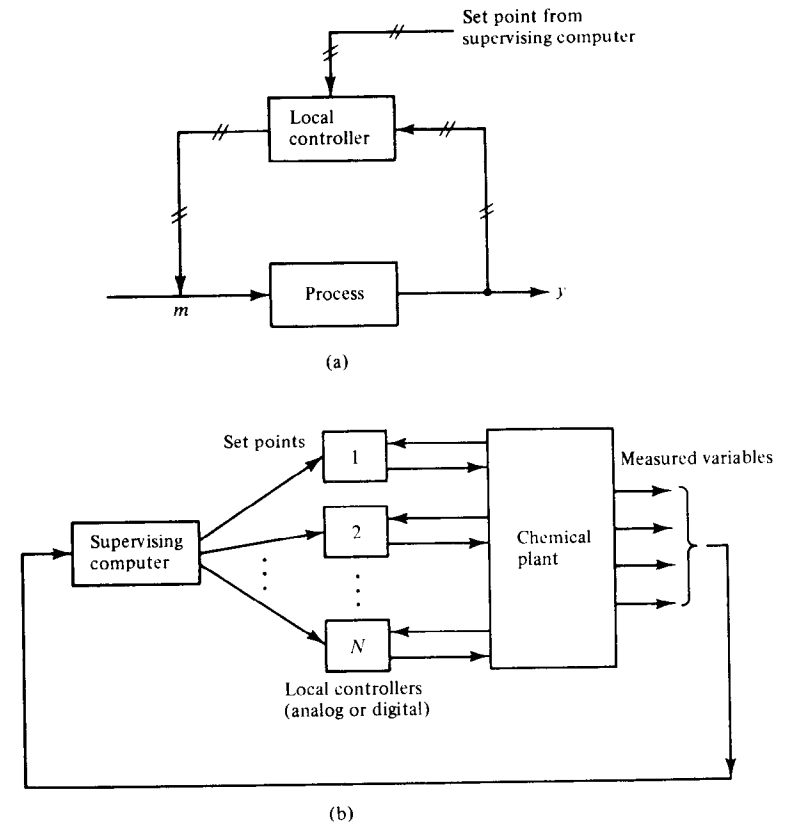 Set point from
supervising computer
Local
controller
Process
m
y
(a)
Set points
1
2
N
Supervising
computer
Chemical
plant
Measured variables
Local controllers
(analog or digital)
(b)